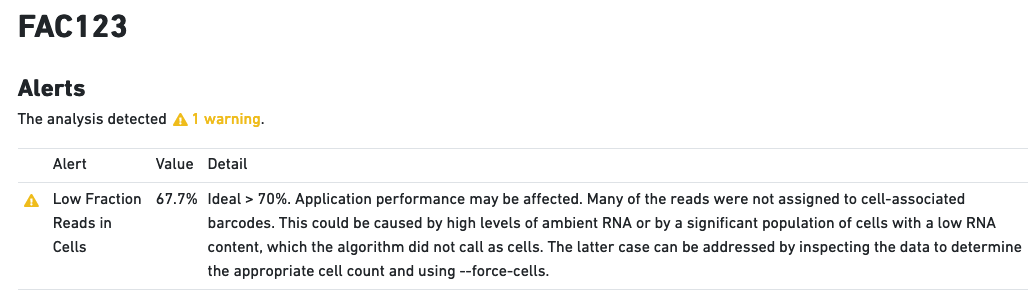 FAC123
Alerts
The analysis detected 1 warning.
Alert Value Detail
Low Fraction 67.7% Ideal > 70%. Application performance may be affected. Many of the reads were not assigned to cell-associated
Reads in barcodes. This could be caused by high levels of ambient RNA or by a significant population of cells with a low RNA
Cells content, which the algorithm did not call as cells. The latter case can be addressed by inspecting the data to determine
the appropriate cell count and using --force-cells.